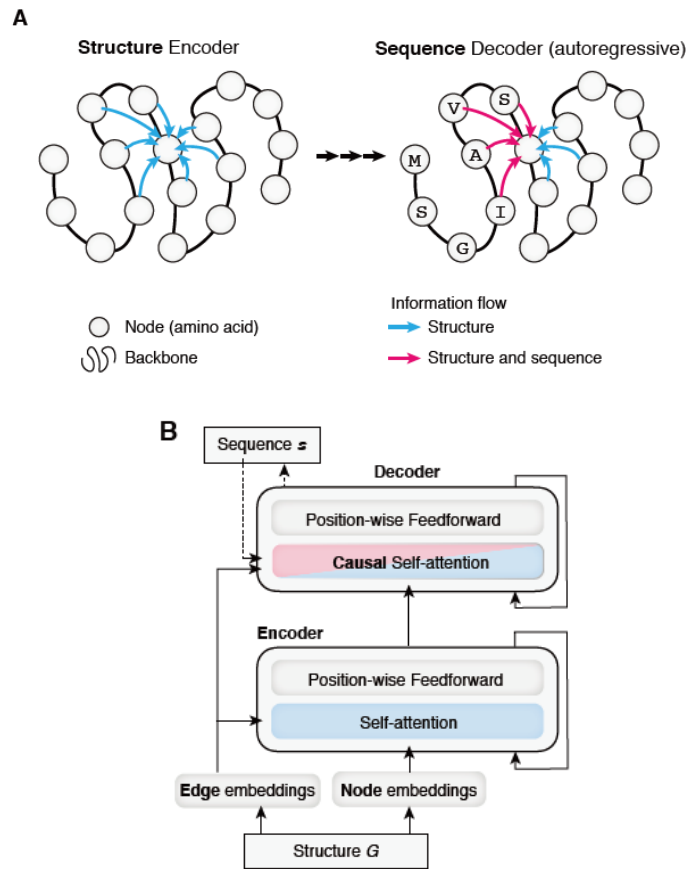 A
Structure Encoder
Sequence Decoder (autoregressive)
V
S
M
A
S
I
G
Node (amino acid)
Backbone
Information flow
Structure
Structure and sequence
B
Sequence s
Decoder
Position-wise Feedforward
Causal Self-attention
Encoder
Position-wise Feedforward
Self-attention
Edge embeddings
Node embeddings
Structure G